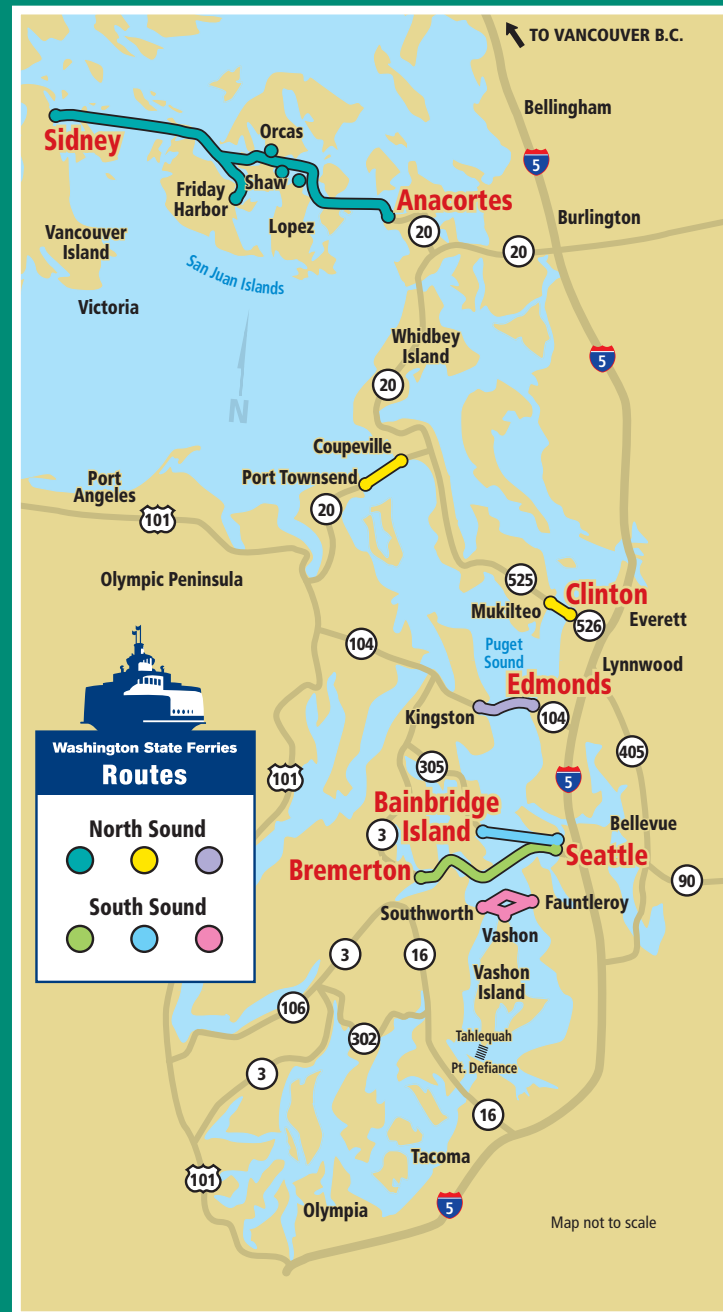 TO VANCOUVER B.C.
Bellingham
5
Sidney
Orcas
Shaw
Friday
Harbor
Lopez
Anacortes
20
Burlington
20
Vancouver
Island
San Juan Islands
Victoria
5
Whidbey
Island
20
N
Coupeville
Port Townsend
Port
Angeles
101
20
Olympic Peninsula
525
Clinton
Mukilteo
526
Everett
104
Puget
Sound
Lynnwood
Edmonds
Kingston
104
405
Washington State Ferries
Routes
North Sound
South Sound
101
305
5
Bainbridge
Island
3
Bellevue
Seattle
Bremerton
90
Southworth
Fauntleroy
Vashon
3
16
Vashon
Island
106
302
Tahlequah
Pt. Defiance
3
16
Tacoma
101
Olympia
5
Map not to scale